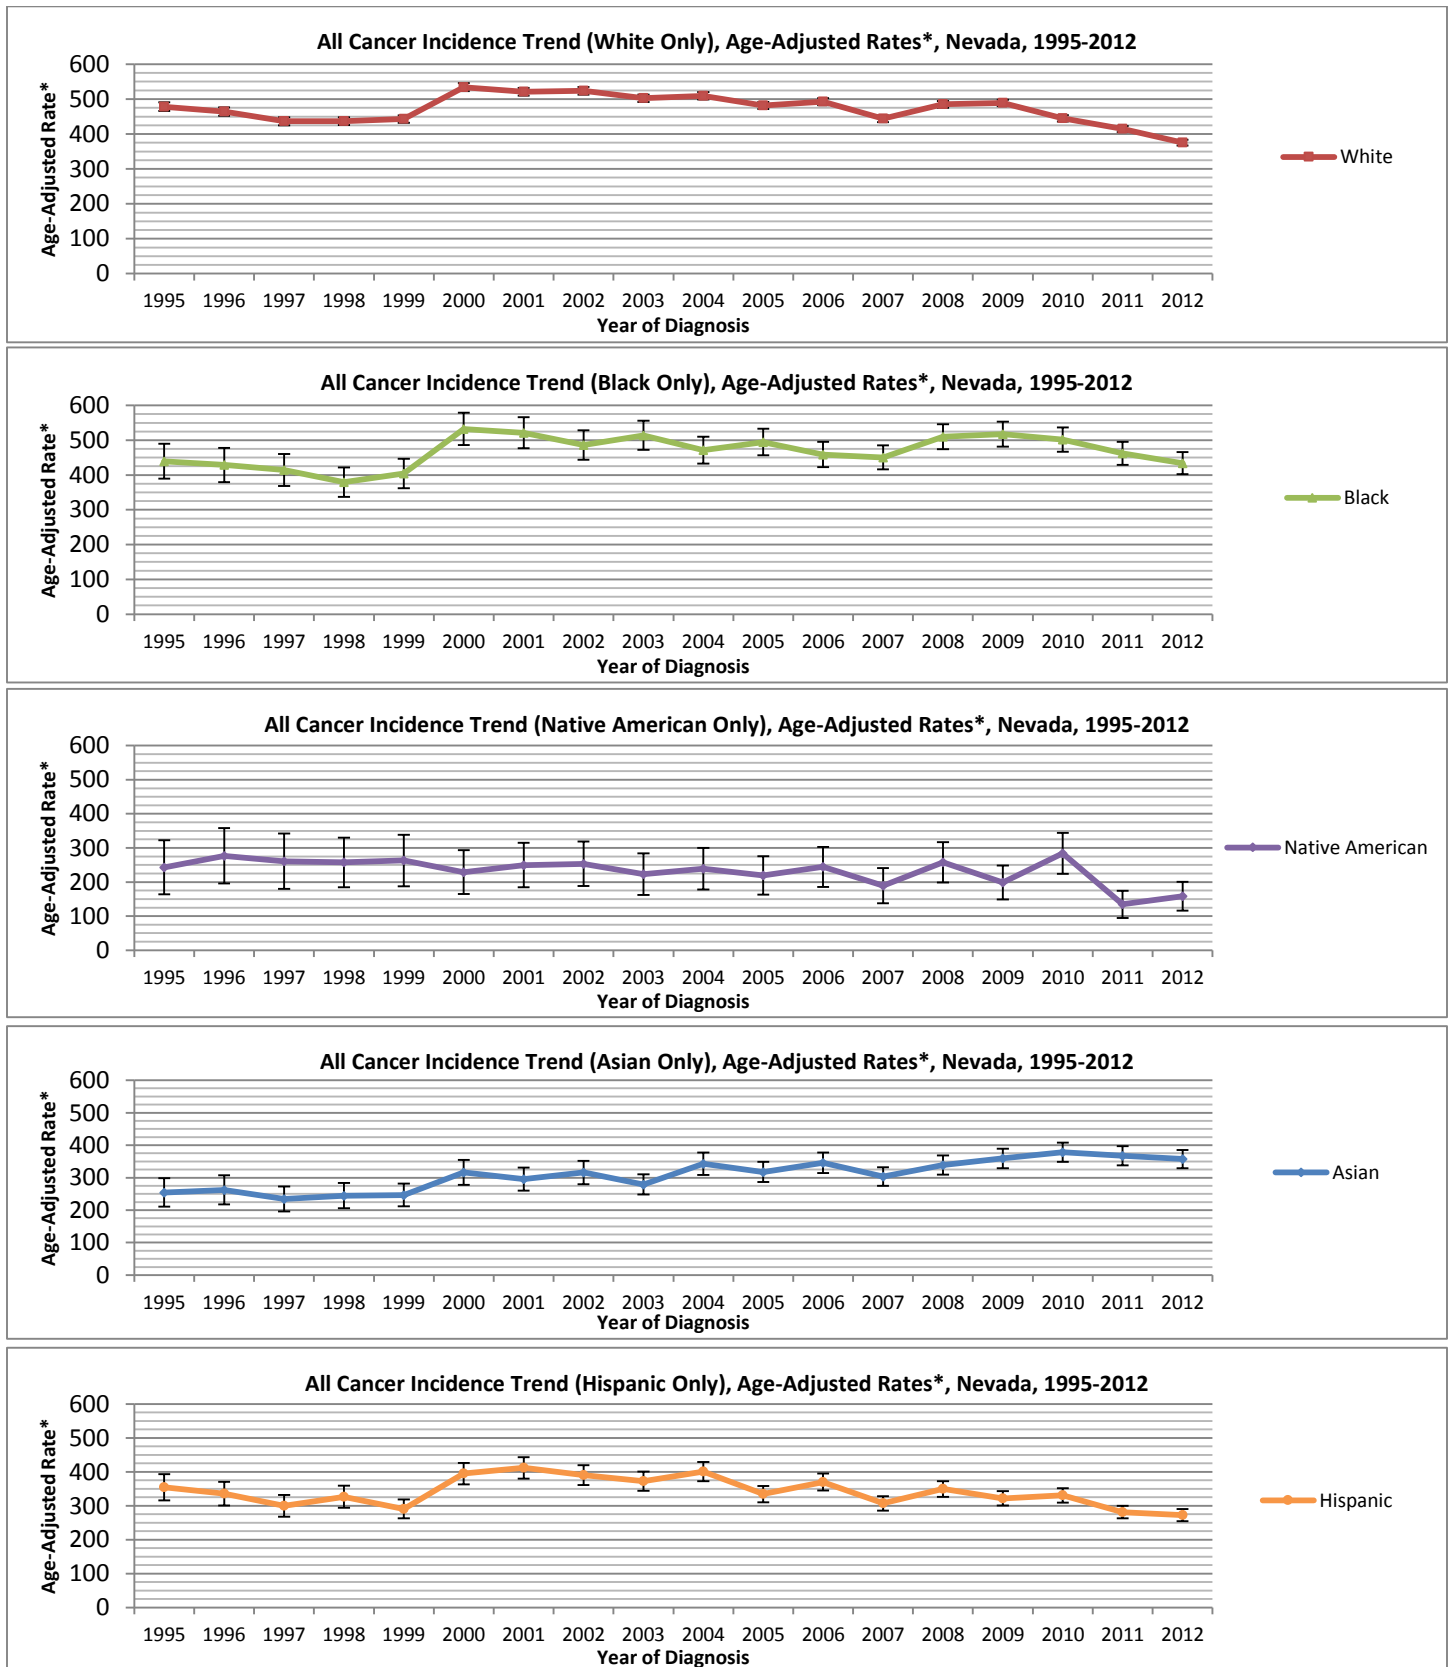 All Cancer Incidence Trend (White Only), Age-Adjusted Rates*, Nevada, 1995-2012
Age-Adjusted Rate*
600
500
400
300
200
100
0
1995 1996 1997 1998 1999 2000 2001 2002 2003 2004 2005 2006 2007 2008 2009 2010 2011 2012
Year of Diagnosis
White
All Cancer Incidence Trend (Black Only), Age-Adjusted Rates*, Nevada, 1995-2012
Age-Adjusted Rate*
600
500
400
300
200
100
0
1995 1996 1997 1998 1999 2000 2001 2002 2003 2004 2005 2006 2007 2008 2009 2010 2011 2012
Year of Diagnosis
Black
All Cancer Incidence Trend (Native American Only), Age-Adjusted Rates*, Nevada, 1995-2012
Age-Adjusted Rate*
600
500
400
300
200
100
0
1995 1996 1997 1998 1999 2000 2001 2002 2003 2004 2005 2006 2007 2008 2009 2010 2011 2012
Year of Diagnosis
Native American
All Cancer Incidence Trend (Asian Only), Age-Adjusted Rates*, Nevada, 1995-2012
Age-Adjusted Rate*
600
500
400
300
200
100
0
1995 1996 1997 1998 1999 2000 2001 2002 2003 2004 2005 2006 2007 2008 2009 2010 2011 2012
Year of Diagnosis
Asian
All Cancer Incidence Trend (Hispanic Only), Age-Adjusted Rates*, Nevada, 1995-2012
Age-Adjusted Rate*
600
500
400
300
200
100
0
1995 1996 1997 1998 1999 2000 2001 2002 2003 2004 2005 2006 2007 2008 2009 2010 2011 2012
Year of Diagnosis
Hispanic